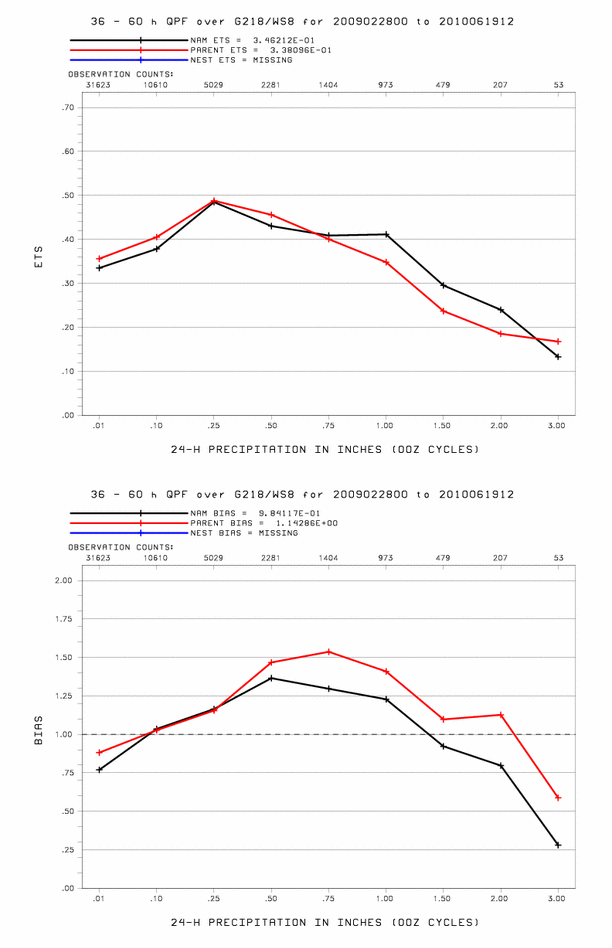 36 - 60 h QPF over G218/WS8 for 2009022800 to 2010061912
NAM ETS = 3.46212E-01
PARENT ETS = 3.38096E-01
NEST ETS = MISSING
OBSERVATION COUNTS:
31623 10610 5029 2281 1404 973 479 207 53
.70
.60
.50
.40
.30
.20
.10
.00
ETS
.01 .10 .25 .50 .75 1.00 1.50 2.00 3.00
24-H PRECIPITATION IN INCHES (00Z CYCLES)
36 - 60 h QPF over G218/WS8 for 2009022800 to 2010061912
NAM BIAS = 9.84117E-01
PARENT BIAS = 1.14286E+00
NEST BIAS = MISSING
OBSERVATION COUNTS:
31623 10610 5029 2281 1404 973 479 207 53
2.00
1.75
1.50
1.25
1.00
.75
.50
.25
.00
BIAS
.01 .10 .25 .50 .75 1.00 1.50 2.00 3.00
24-H PRECIPITATION IN INCHES (00Z CYCLES)